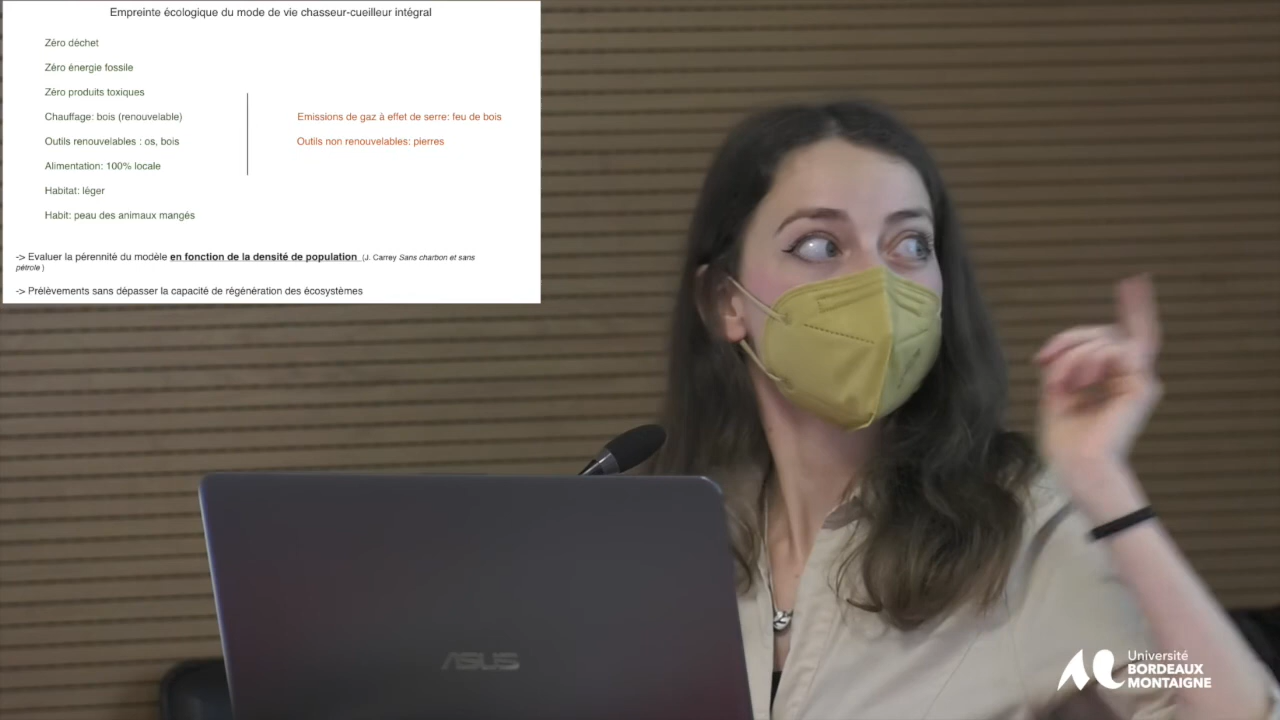 Empreinte écologique du mode de vie chasseur-cueilleur intégral
Zéro déchet
Zéro énergie fossile
Zéro produits toxiques
Chauffage: bois (renouvelable)
Emissions de gaz à effet de serre: feu de bois
Outils renouvelables : os, bois
Outils non renouvelables: pierres
Alimentation: 100% locale
Habitat: léger
Habit: peau des animaux mangés
-> Evaluer la pérennité du modèle en fonction de la densité de population (J. Carrey Sans charbon et sans
pétrole )
-> Prélèvements sans dépasser la capacité de régénération des écosystèmes
ASUS
Université
BORDEAUX
MONTAIGNE